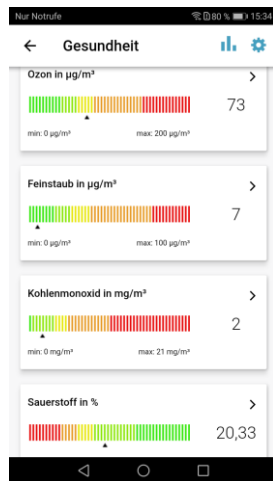 Nur Notrufe 80 % 15:34
Gesundheit
Ozon in µg/m³
73
min: 0 µg/m³ max: 200 µg/m³
Feinstaub in µg/m³
7
min: 0 µg/m³ max: 100 µg/m³
Kohlenmonoxid in mg/m³
2
min: 0 mg/m³ max: 21 mg/m³
Sauerstoff in %
20,33